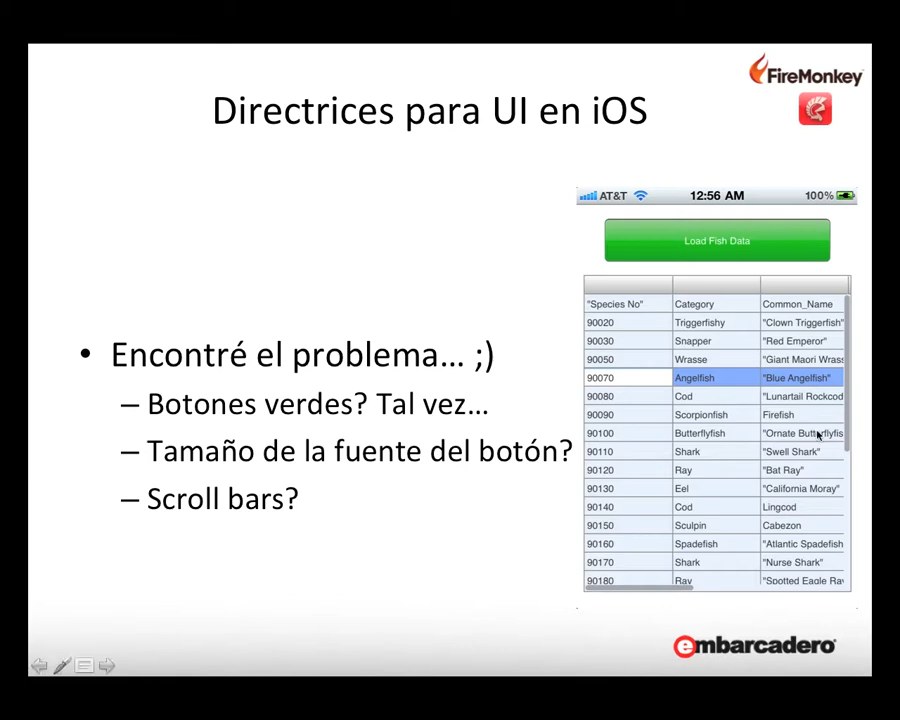 FireMonkey
Directrices para UI en iOS
AT&T 12:56 AM 100%
Load Fish Data
"Species No" Category Common_Name
90020 Triggerfishy "Clown Triggerfish"
90030 Snapper "Red Emperor"
90050 Wrasse "Giant Maori Wrass
90070 Angelfish "Blue Angelfish"
90080 Cod "Lunartail Rockcod
90090 Scorpionfish Firefish
90100 Butterflyfish "Ornate Butterflyfis
90110 Shark "Swell Shark"
90120 Ray "Bat Ray"
90130 Eel "California Moray"
90140 Cod Lingcod
90150 Sculpin Cabezon
90160 Spadefish "Atlantic Spadefish
90170 Shark "Nurse Shark"
90180 Ray "Spotted Eagle Ray
• Encontré el problema... ;)
– Botones verdes? Tal vez...
– Tamaño de la fuente del botón?
– Scroll bars?
embarcadero